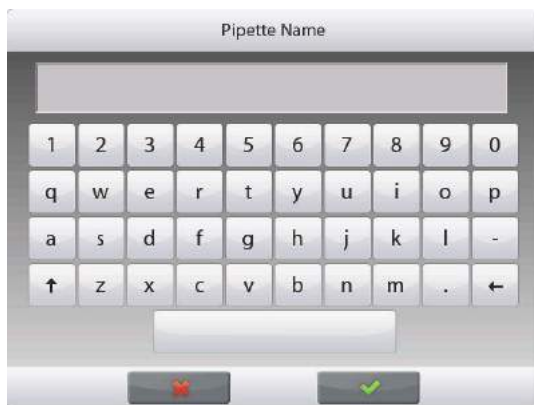 Pipette Name
1 2 3 4 5 6 7 8 9 0
q w e r t y u i o p
a s d f g h j k l -
↑ z x c v b n m . ←